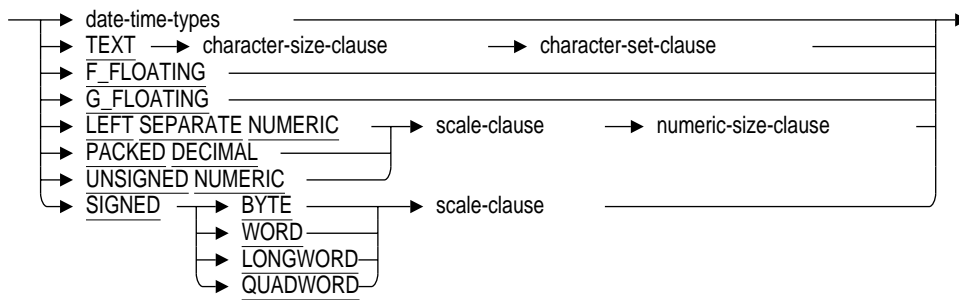 date-time-types
TEXT character-size-clause character-set-clause
F_FLOATING
G_FLOATING
LEFT SEPARATE NUMERIC scale-clause numeric-size-clause
PACKED DECIMAL
UNSIGNED NUMERIC
SIGNED BYTE scale-clause
WORD
LONGWORD
QUADWORD